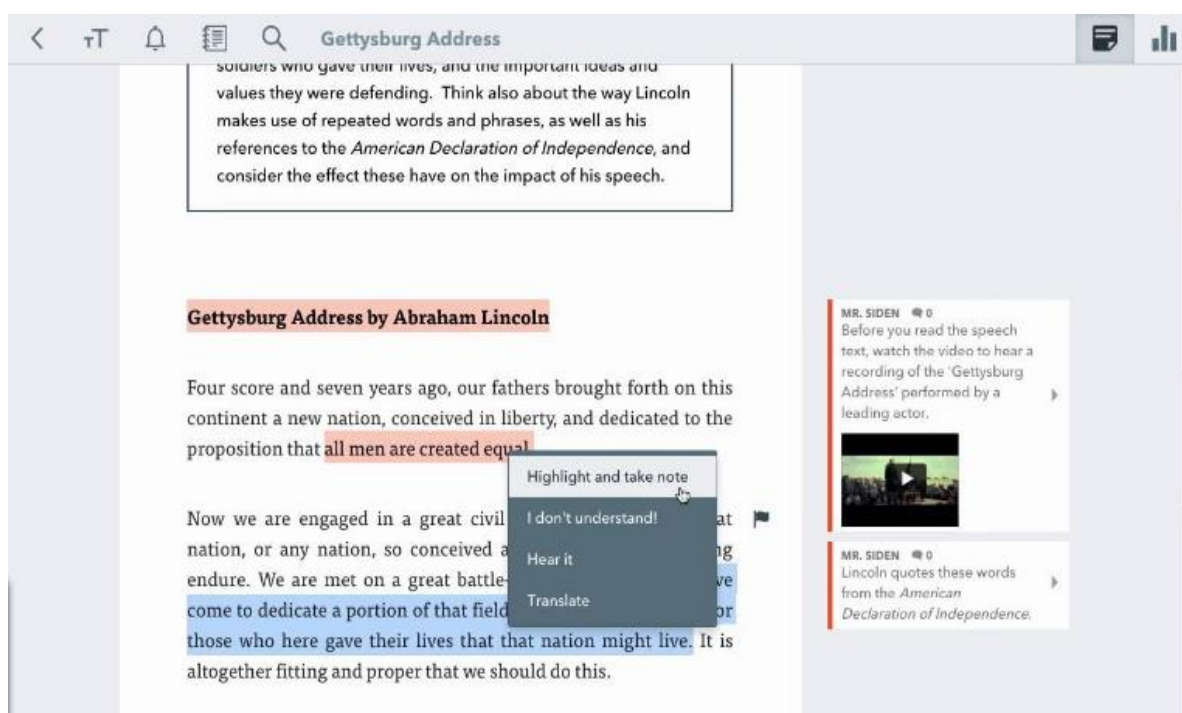 Gettysburg Address
soldiers who gave their lives, and the important ideas and
values they were defending. Think also about the way Lincoln
makes use of repeated words and phrases, as well as his
references to the American Declaration of Independence, and
consider the effect these have on the impact of his speech.
Gettysburg Address by Abraham Lincoln
Four score and seven years ago, our fathers brought forth on this
continent a new nation, conceived in liberty, and dedicated to the
proposition that all men are created equal
Now we are engaged in a great civil at
nation, or any nation, so conceived a ng
endure. We are met on a great battle- ve
come to dedicate a portion of that field or
those who here gave their lives that that nation might live. It is
altogether fitting and proper that we should do this.
Highlight and take note
I don't understand!
Hear it
Translate
MR. SIDEN 0
Before you read the speech
text, watch the video to hear a
recording of the 'Gettysburg
Address' performed by a
leading actor.
MR. SIDEN 0
Lincoln quotes these words
from the American
Declaration of Independence.